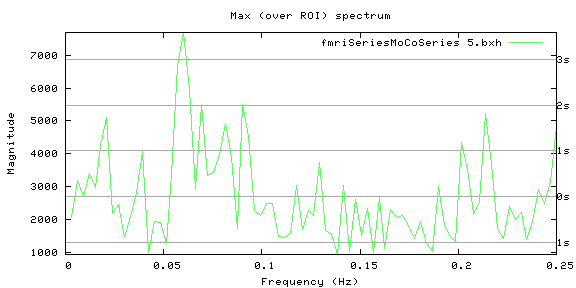 Max (over ROI) spectrum
fmriSeriesMoCoSeries 5.bxh
7000
6000
5000
4000
3000
2000
1000
3s
2s
1s
0s
1s
Magnitude
0 0.05 0.1 0.15 0.2 0.25
Frequency (Hz)